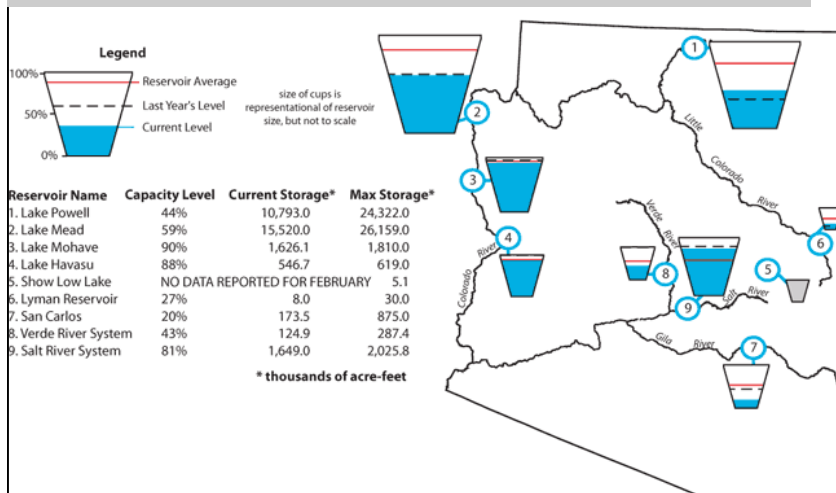 Legend
100%
50%
0%
Reservoir Average
Last Year's Level
Current Level
size of cups is
representational of reservoir
size, but not to scale
Reservoir Name Capacity Level Current Storage* Max Storage*
1. Lake Powell 44% 10,793.0 24,322.0
2. Lake Mead 59% 15,520.0 26,159.0
3. Lake Mohave 90% 1,626.1 1,810.0
4. Lake Havasu 88% 546.7 619.0
5. Show Low Lake NO DATA REPORTED FOR FEBRUARY 5.1
6. Lyman Reservoir 27% 8.0 30.0
7. San Carlos 20% 173.5 875.0
8. Verde River System 43% 124.9 287.4
9. Salt River System 81% 1,649.0 2,025.8
* thousands of acre-feet
1
2
3
4
5
6
7
8
9
Little
Colorado
River
Verde
River
Salt
River
Gila
River
Colorado
River